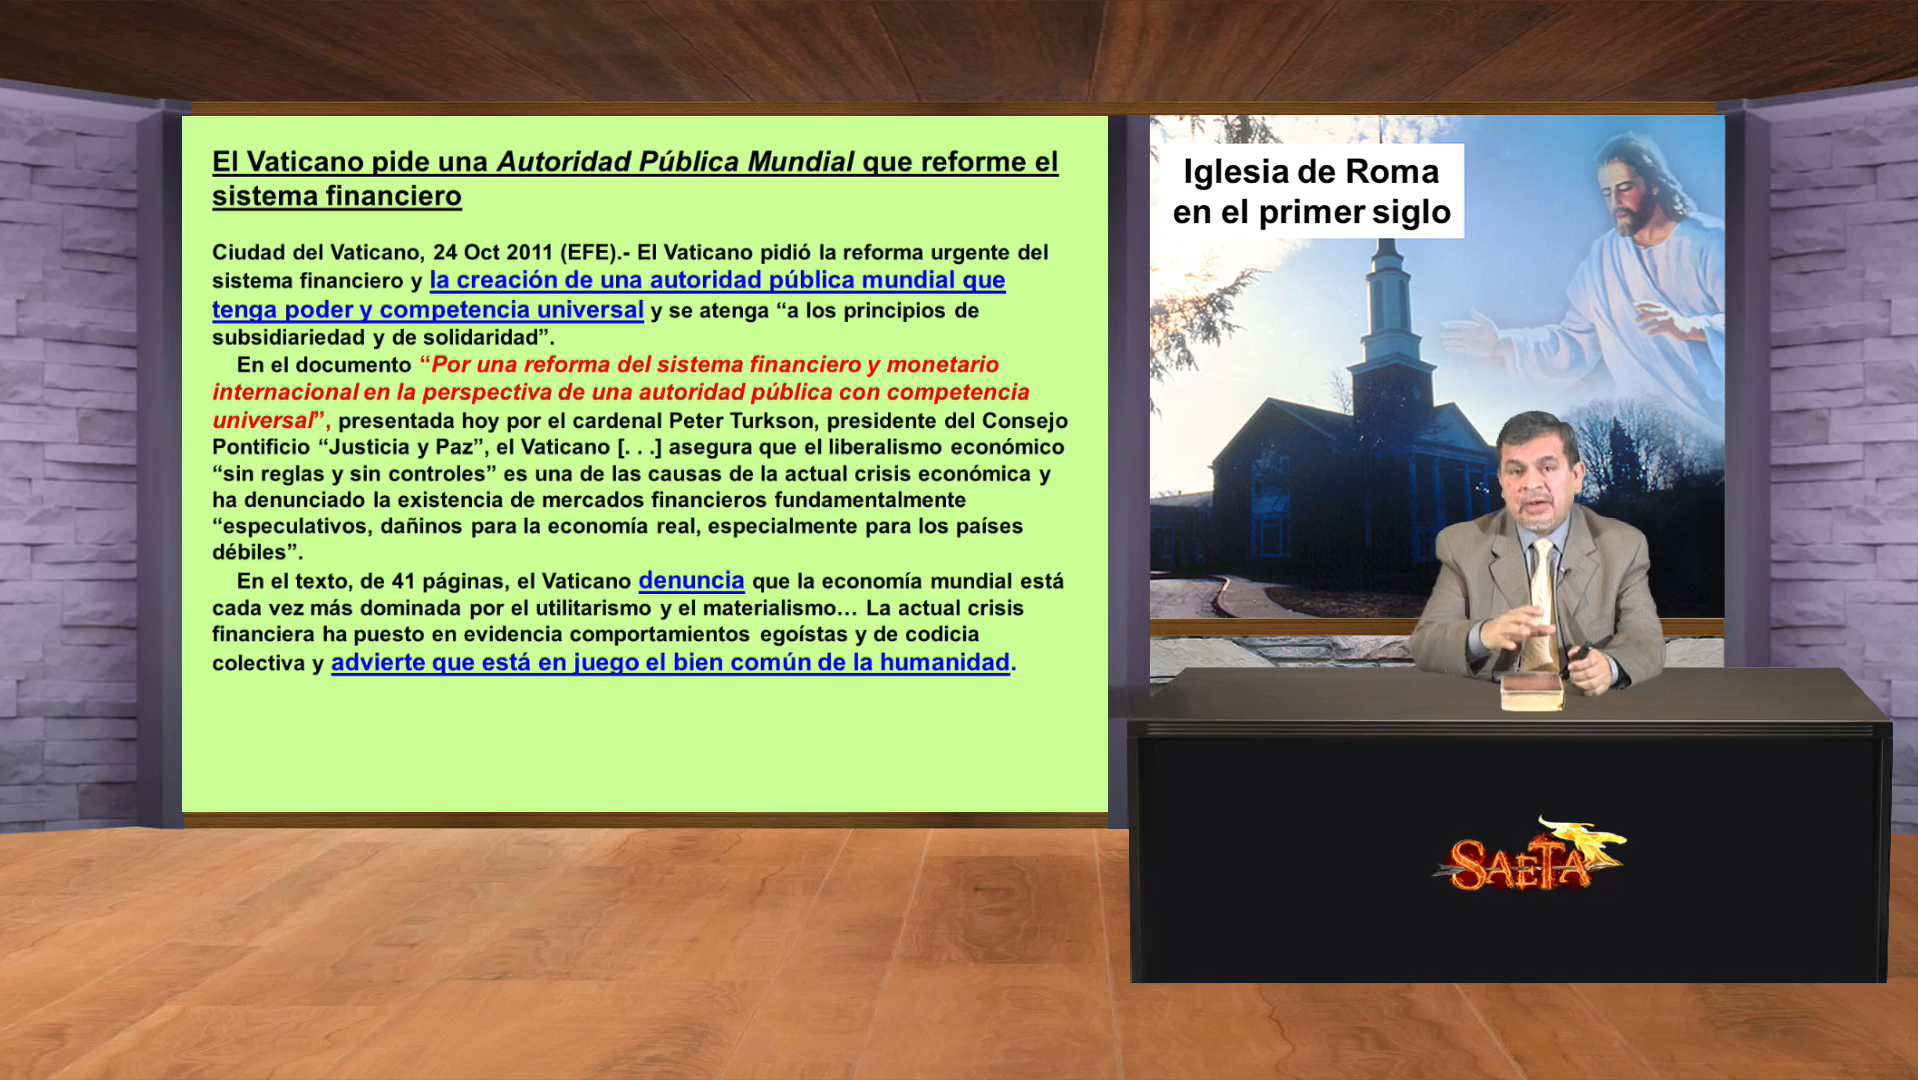 El Vaticano pide una Autoridad Pública Mundial que reforme el
sistema financiero
Ciudad del Vaticano, 24 Oct 2011 (EFE).- El Vaticano pidió la reforma urgente del
sistema financiero y la creación de una autoridad pública mundial que
tenga poder y competencia universal y se atenga “a los principios de
subsidiariedad y de solidaridad”.
En el documento “Por una reforma del sistema financiero y monetario
internacional en la perspectiva de una autoridad pública con competencia
universal”, presentada hoy por el cardenal Peter Turkson, presidente del Consejo
Pontificio “Justicia y Paz”, el Vaticano [. . .] asegura que el liberalismo económico
“sin reglas y sin controles” es una de las causas de la actual crisis económica y
ha denunciado la existencia de mercados financieros fundamentalmente
“especulativos, dañinos para la economía real, especialmente para los países
débiles”.
En el texto, de 41 páginas, el Vaticano denuncia que la economía mundial está
cada vez más dominada por el utilitarismo y el materialismo… La actual crisis
financiera ha puesto en evidencia comportamientos egoístas y de codicia
colectiva y advierte que está en juego el bien común de la humanidad.
Iglesia de Roma
en el primer siglo
SAETA